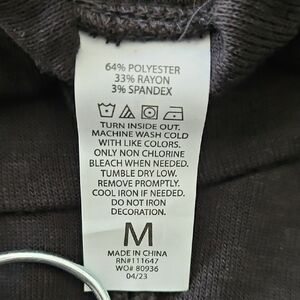 64% POLYESTER
33% RAYON
3% SPANDEX
TURN INSIDE OUT.
MACHINE WASH COLD
WITH LIKE COLORS.
ONLY NON CHLORINE
BLEACH WHEN NEEDED.
TUMBLE DRY LOW.
REMOVE PROMPTLY.
COOL IRON IF NEEDED.
DO NOT IRON
DECORATION.
M
MADE IN CHINA
RN#111647
WO# 80936
04/23